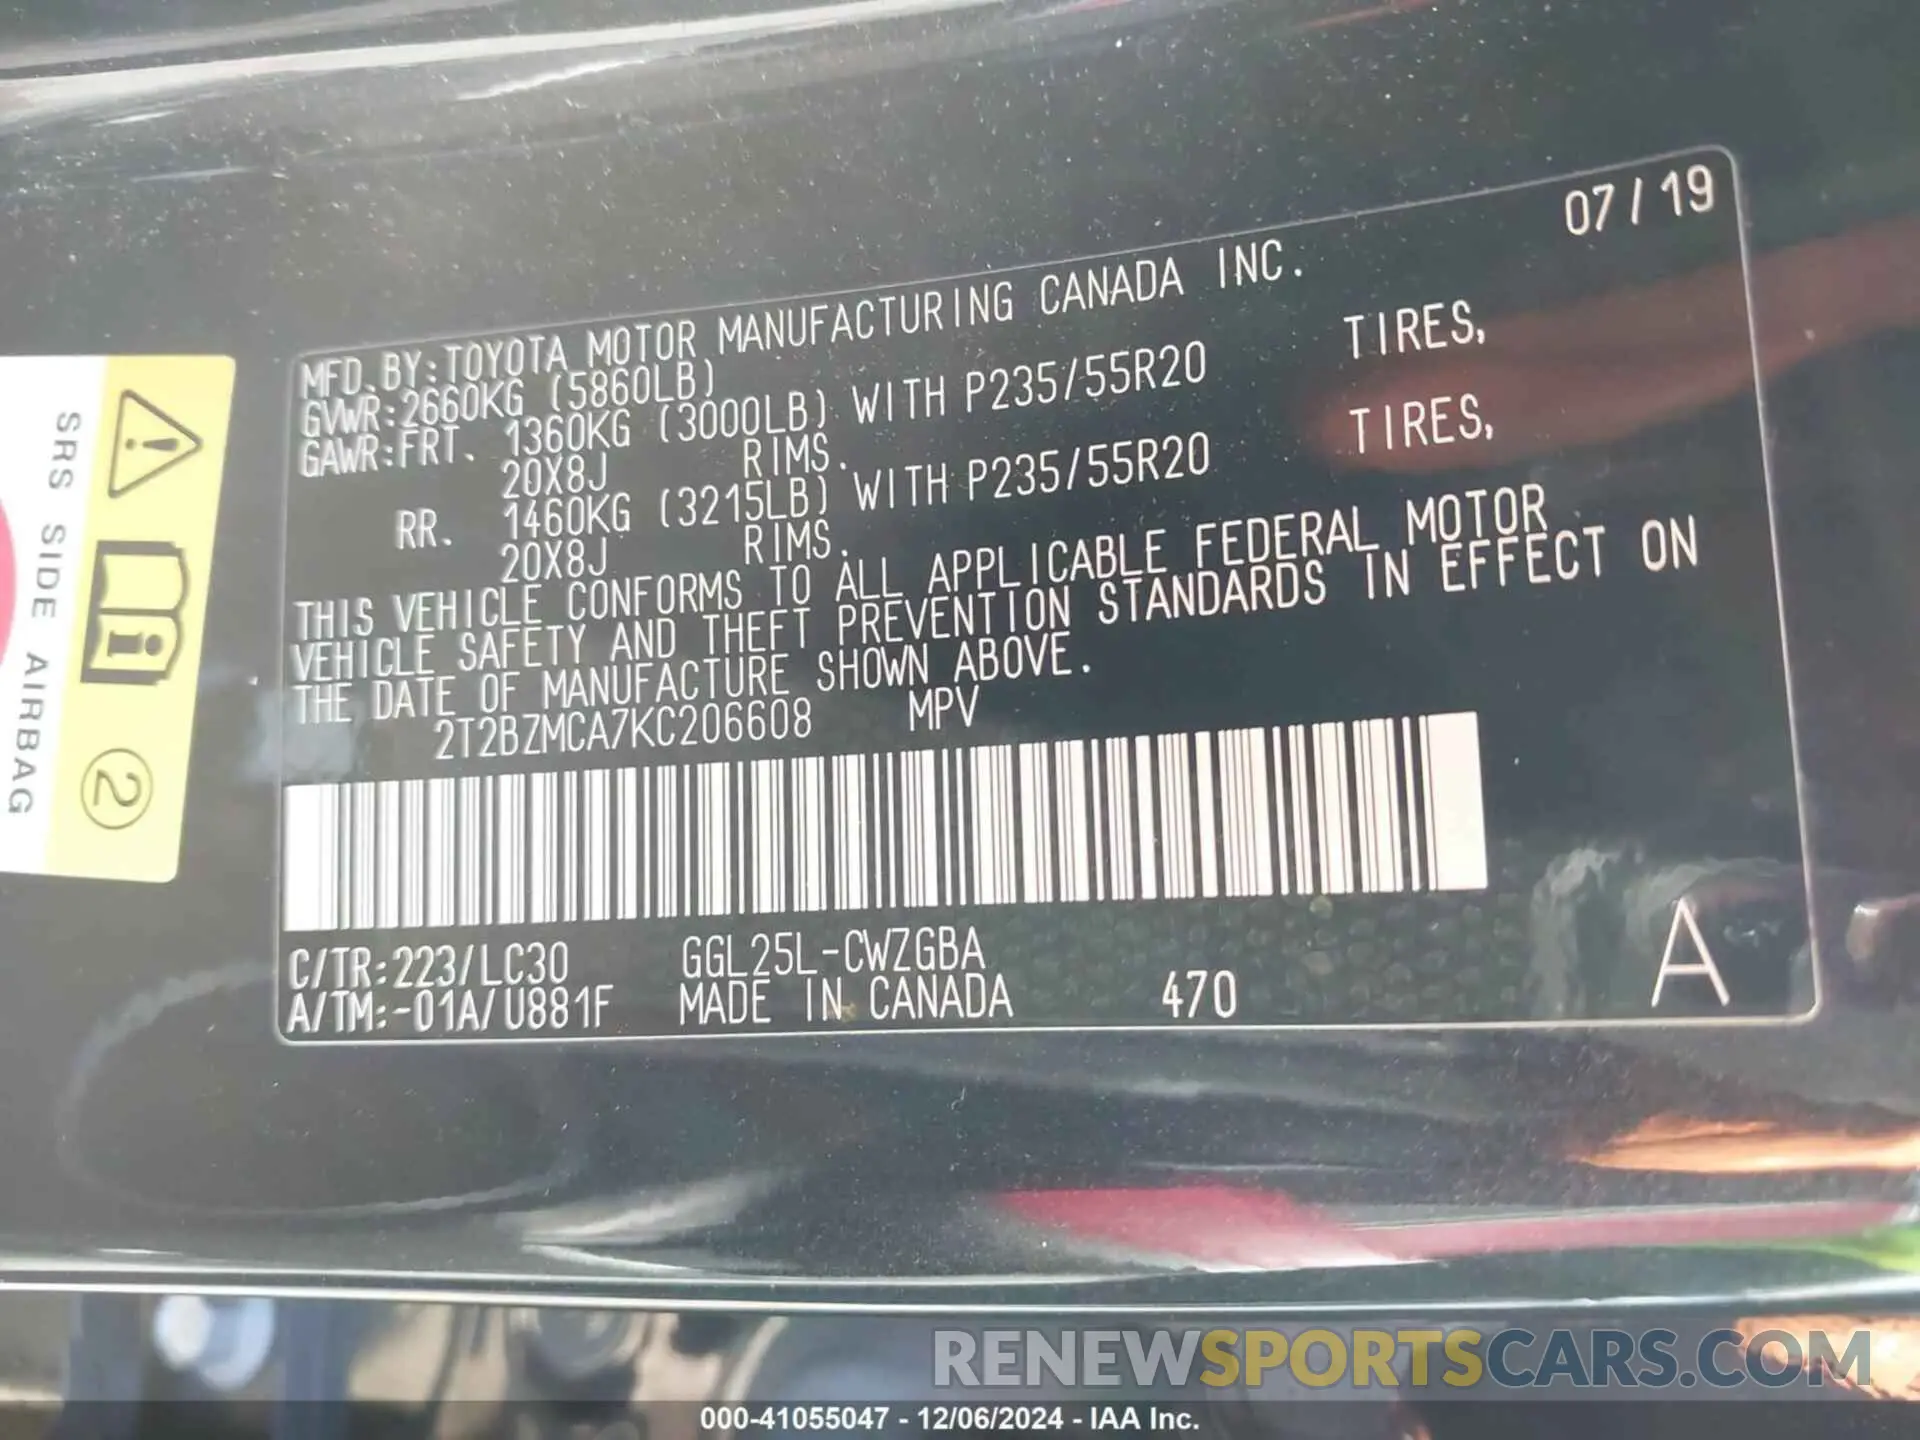 07/19
MFD.BY:TOYOTA MOTOR MANUFACTURING CANADA INC.
GVWR:2660KG (5860LB)
GAWR:FRT. 1360KG (3000LB) WITH P235/55R20 TIRES,
20X8J RIMS.
RR. 1460KG (3215LB) WITH P235/55R20 TIRES,
20X8J RIMS.
THIS VEHICLE CONFORMS TO ALL APPLICABLE FEDERAL MOTOR
VEHICLE SAFETY AND THEFT PREVENTION STANDARDS IN EFFECT ON
THE DATE OF MANUFACTURE SHOWN ABOVE.
2T2BZMCA7KC206608 MPV
C/TR:223/LC30 GGL25L-CWZGBA
A/TM:-01A/U881F MADE IN CANADA 470 A
SRS SIDE AIRBAG
2
RENEWSPORTSCARS.COM
000-41055047 - 12/06/2024 - IAA Inc.